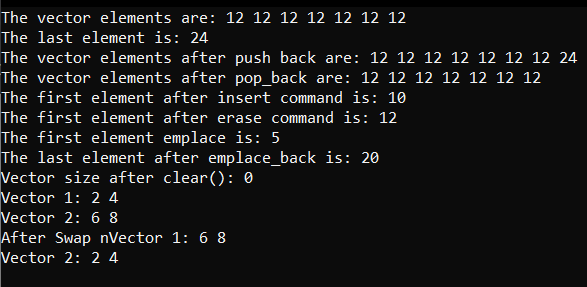 The vector elements are: 12 12 12 12 12 12 12
The last element is: 24
The vector elements after push back are: 12 12 12 12 12 12 12 24
The vector elements after pop_back are: 12 12 12 12 12 12 12
The first element after insert command is: 10
The first element after erase command is: 12
The first element emplace is: 5
The last element after emplace_back is: 20
Vector size after clear(): 0
Vector 1: 2 4
Vector 2: 6 8
After Swap nVector 1: 6 8
Vector 2: 2 4